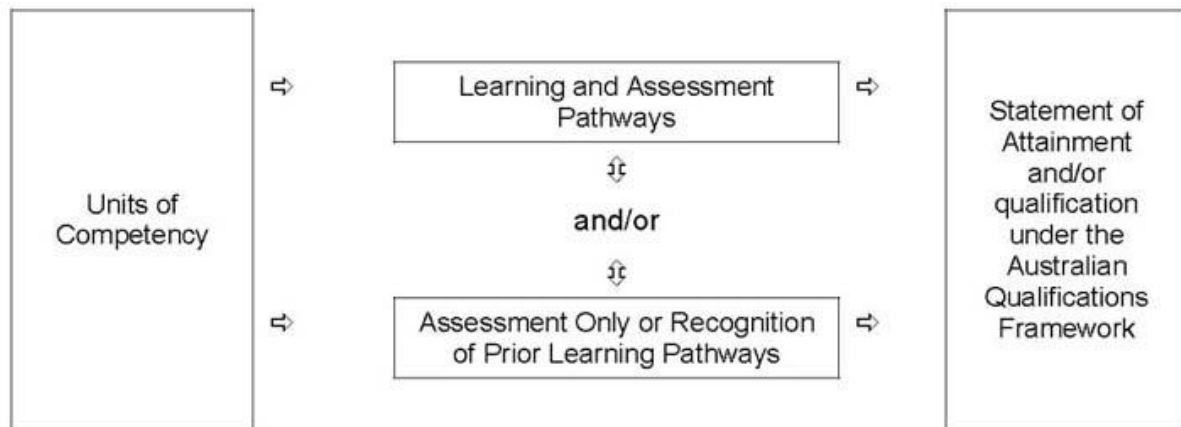 Units of
Competency
Learning and Assessment
Pathways
and/or
Assessment Only or Recognition
of Prior Learning Pathways
Statement of
Attainment
and/or
qualification
under the
Australian
Qualifications
Framework